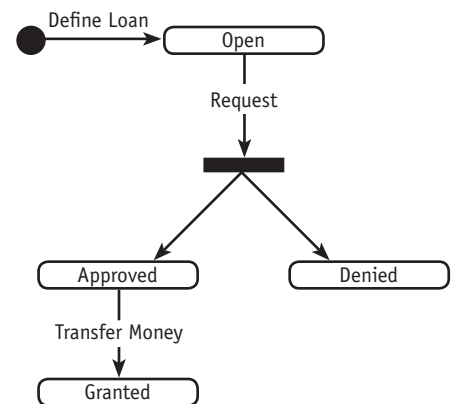 Define Loan
Open
Request
Approved
Denied
Transfer Money
Granted